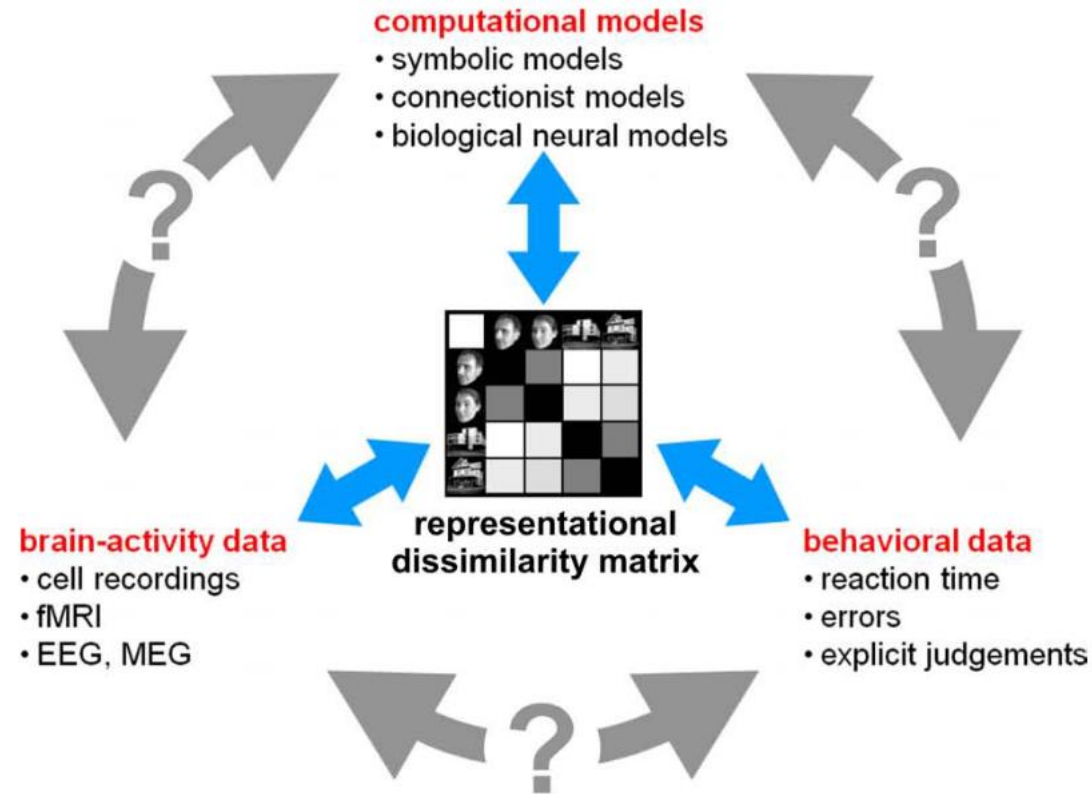 computational models
• symbolic models
• connectionist models
• biological neural models
?
?
representational
dissimilarity matrix
brain-activity data
• cell recordings
• fMRI
• EEG, MEG
behavioral data
• reaction time
• errors
• explicit judgements
?